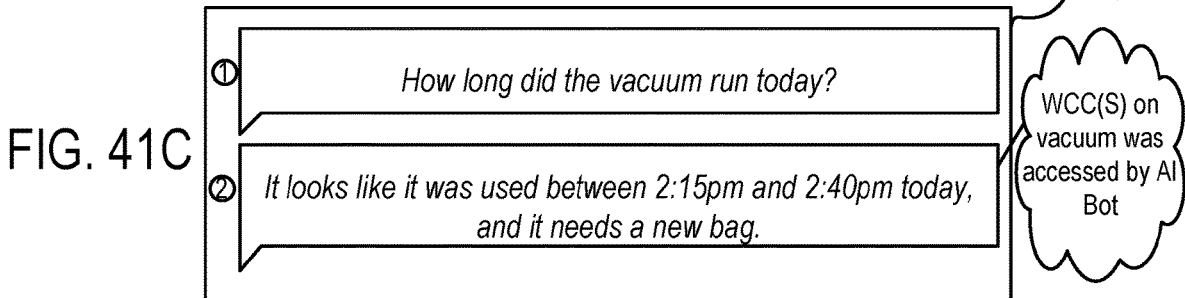 FIG. 41C
① How long did the vacuum run today?
② It looks like it was used between 2:15pm and 2:40pm today,
and it needs a new bag.
WCC(S) on
vacuum was
accessed by AI
Bot